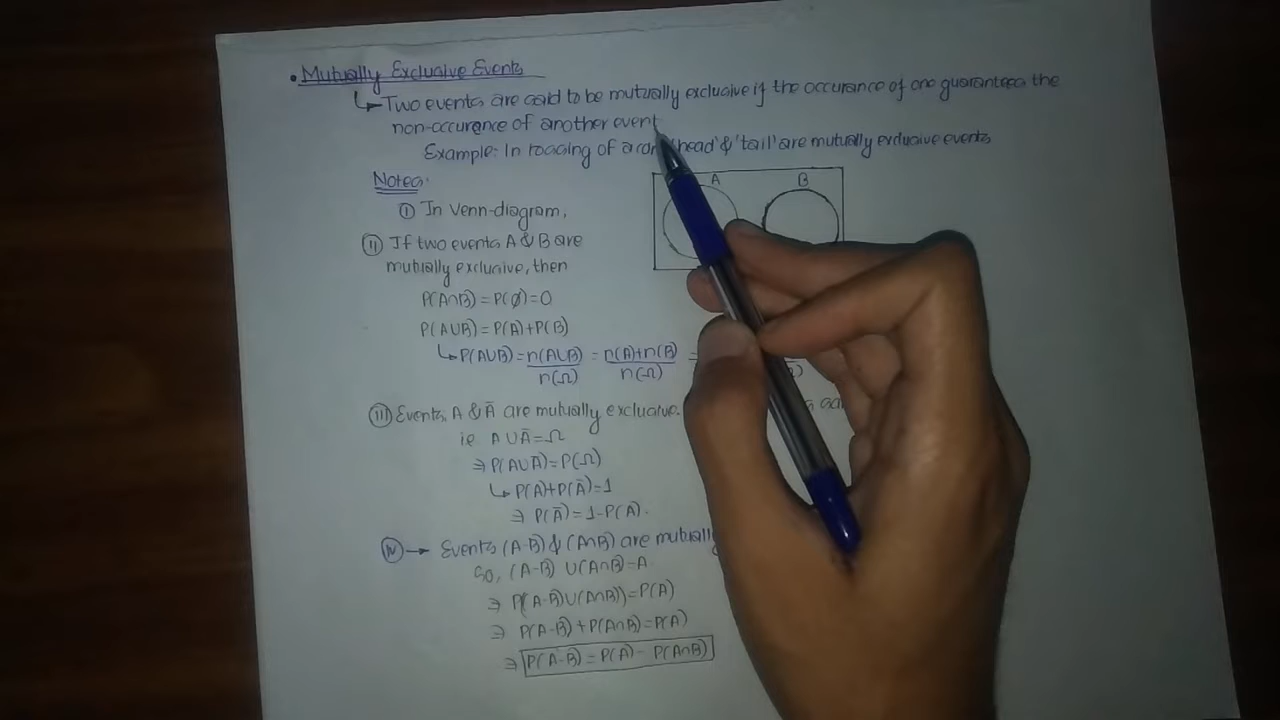 • Mutually Exclusive Events
↳ Two events are said to be mutually exclusive if the occurance of one guarantees the
non-occurance of another event
Example: In tossing of a 'head' & 'tail' are mutually exclusive events
Notes:
A B
① In Venn-diagram,
Ⅱ If two events A & B are
mutually exclusive, then
P(A∩B) = P(∅) = 0
P(A∪B) = P(A) + P(B)
↳ P(A∪B) = n(A∪B)/n(Ω) = n(A)+n(B)/n(Ω) =
Ⅲ Events A & Ā are mutually exclusive.
ie A∪Ā = Ω
⇒ P(A∪Ā) = P(Ω)
↳ P(A)+P(Ā) = 1
⇒ P(Ā) = 1-P(A).
Ⅳ → Events (A-B) & (A∩B) are mutually
So, (A-B) ∪ (A∩B) = A
⇒ P((A-B)∪(A∩B)) = P(A)
⇒ P(A-B) + P(A∩B) = P(A)
⇒ P(A-B) = P(A) - P(A∩B)